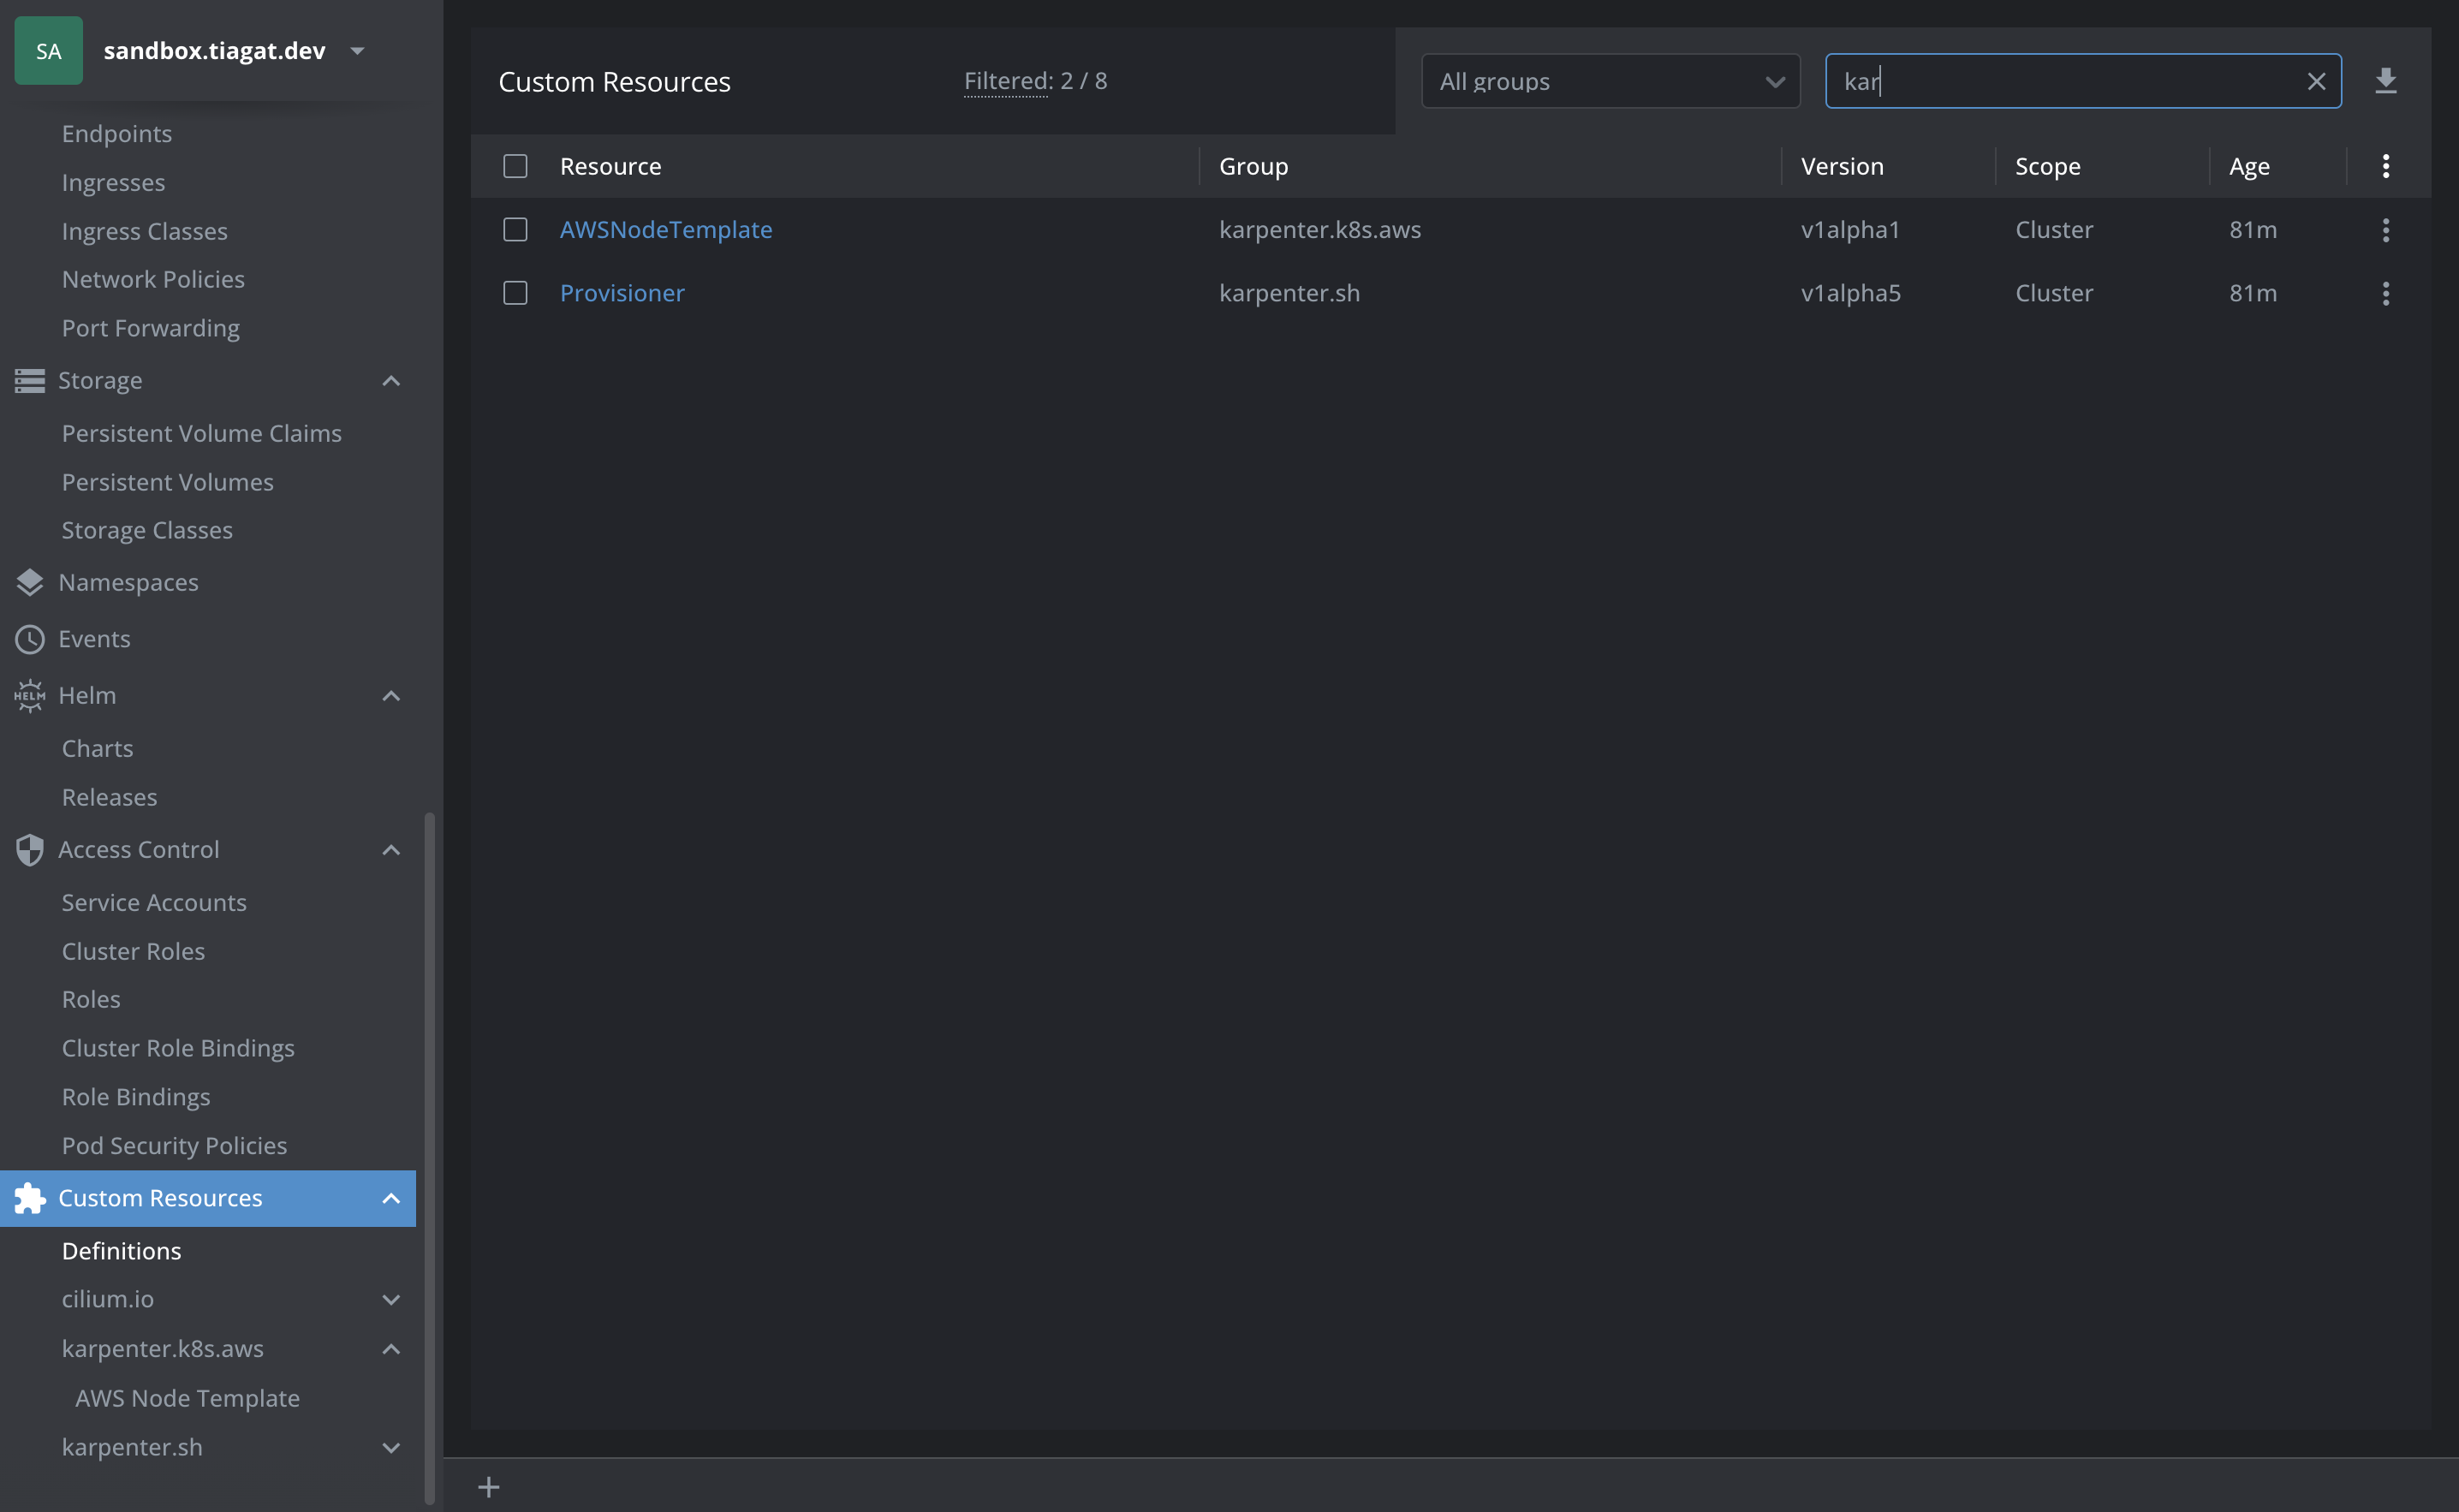 SA
sandbox.tiagat.dev
Endpoints
Ingresses
Ingress Classes
Network Policies
Port Forwarding
Storage
Persistent Volume Claims
Persistent Volumes
Storage Classes
Namespaces
Events
HELM Helm
Charts
Releases
Access Control
Service Accounts
Cluster Roles
Roles
Cluster Role Bindings
Role Bindings
Pod Security Policies
Custom Resources
Definitions
cilium.io
karpenter.k8s.aws
AWS Node Template
karpenter.sh
Custom Resources Filtered: 2 / 8 All groups kar
Resource Group Version Scope Age
AWSNodeTemplate karpenter.k8s.aws v1alpha1 Cluster 81m
Provisioner karpenter.sh v1alpha5 Cluster 81m